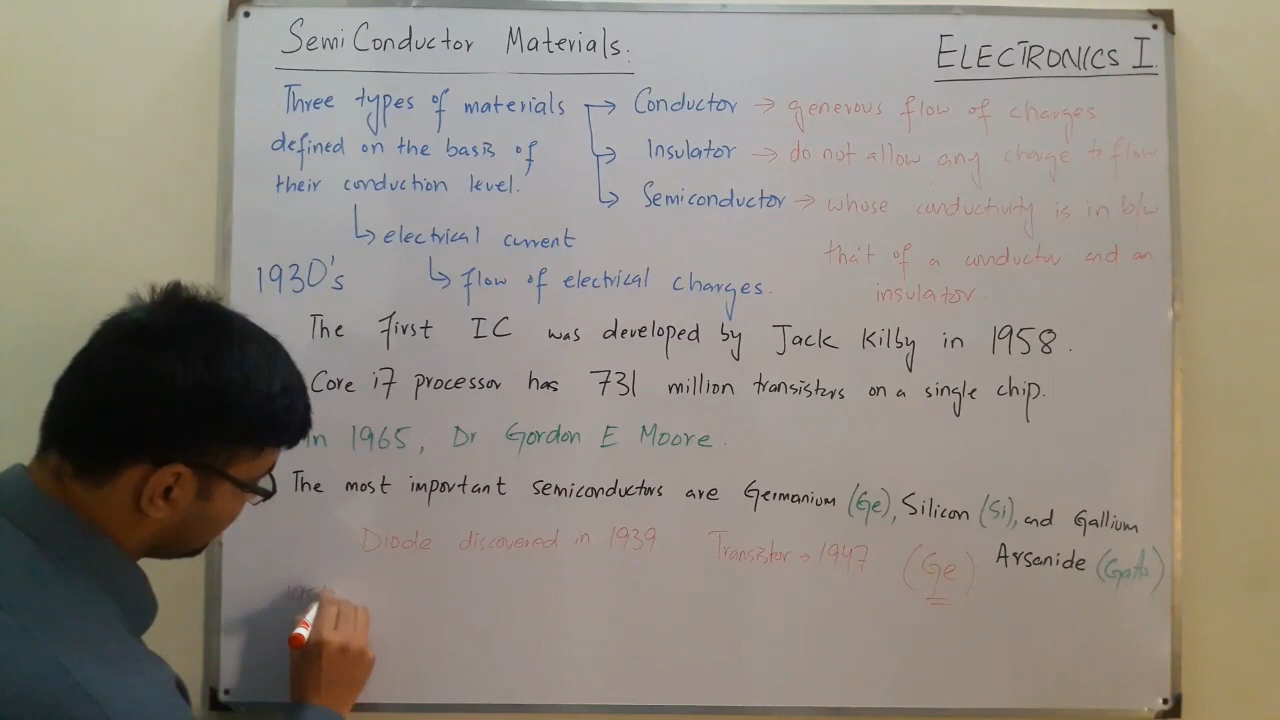 SemiConductor Materials.
ELECTRONICS I.
Three types of materials → Conductor → generous flow of charges
defined on the basis of → Insulator → do not allow any charge to flow
their conduction level. → Semiconductor → whose conductivity is in b/w
that of a conductor and an
insulator
↳ electrical current
1930's ↳ flow of electrical charges.
The first IC was developed by Jack Kilby in 1958.
Core i7 processor has 731 million transistors on a single chip.
In 1965, Dr Gordon E Moore.
The most important semiconductors are Germanium (Ge), Silicon (Si), and Gallium
Arsanide (GaAs)
Diode discovered in 1939. Transistor → 1947 (Ge)